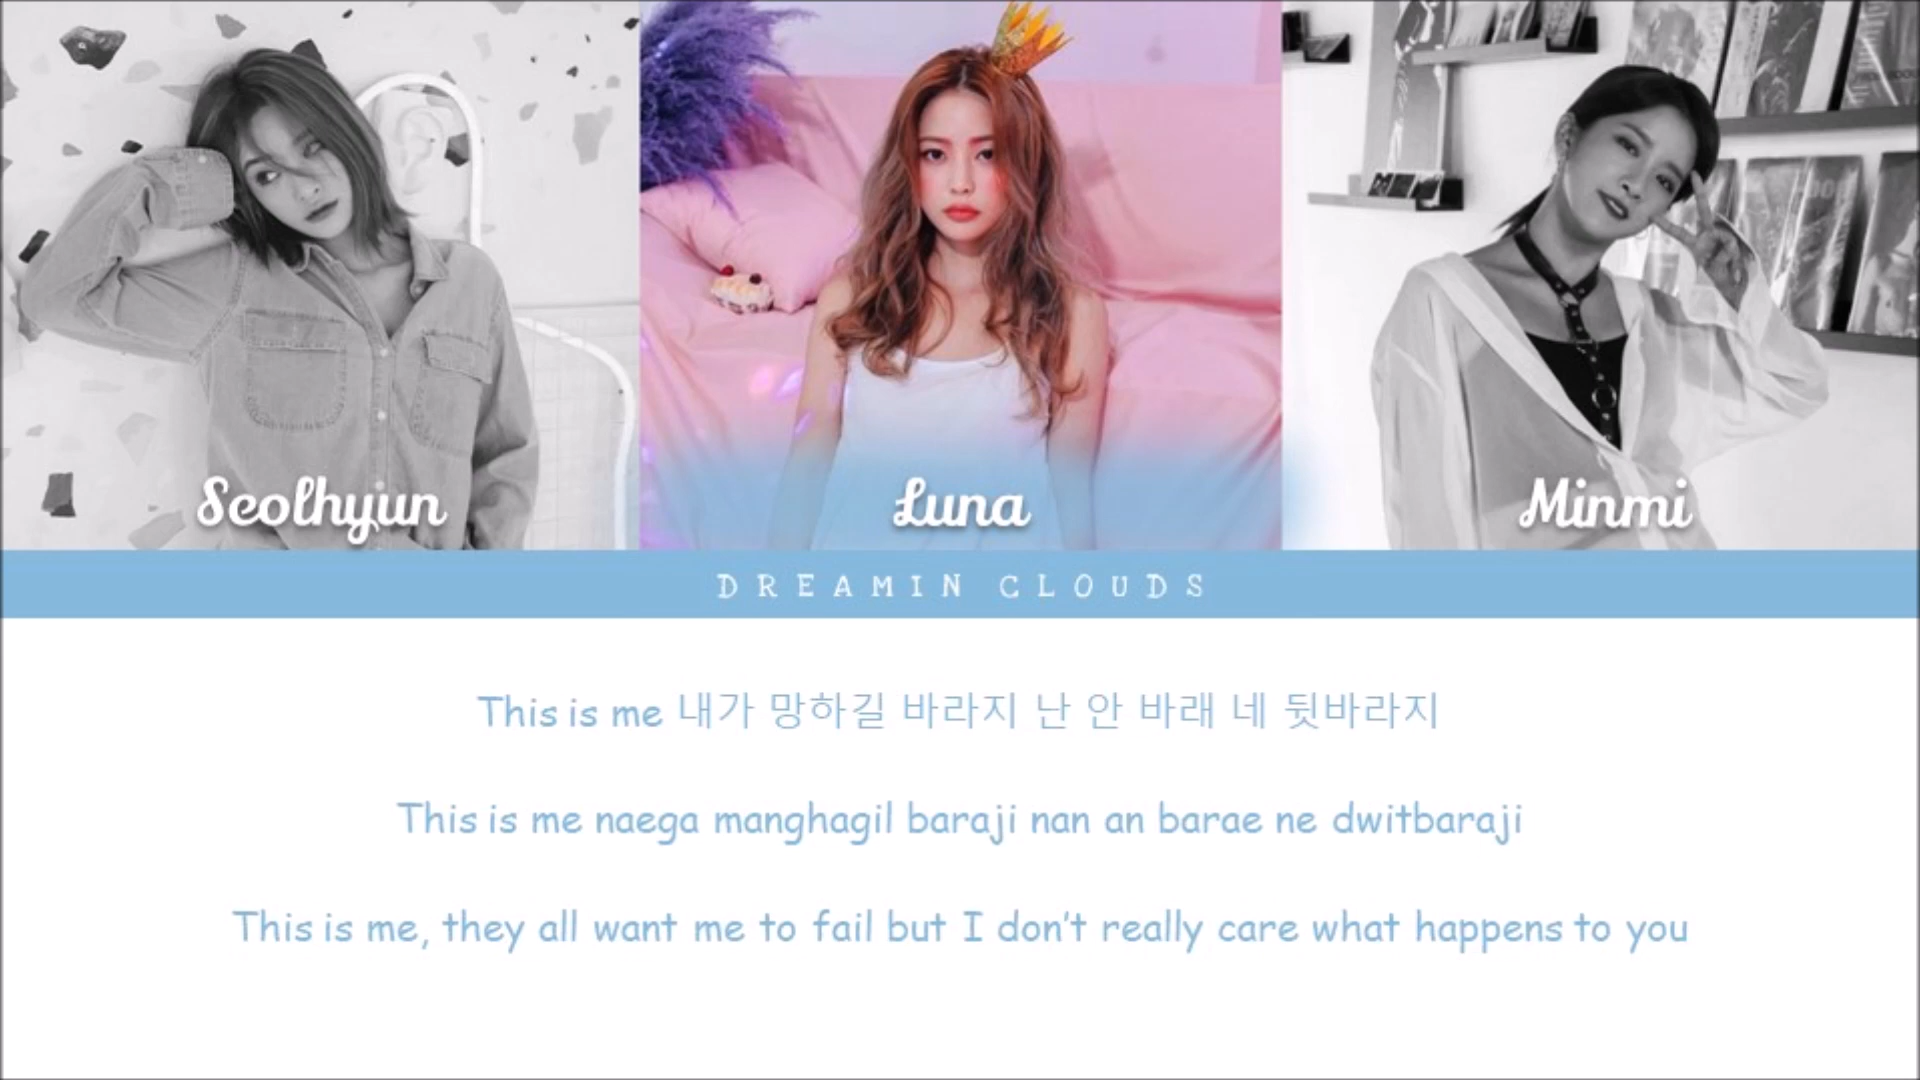 Seolhyun
Luna
Minmi
DREAMIN CLOUDS
This is me 내가 망하길 바라지 난 안 바래 네 뒷바라지
This is me naega manghagil baraji nan an barae ne dwitbaraji
This is me, they all want me to fail but I don't really care what happens to you